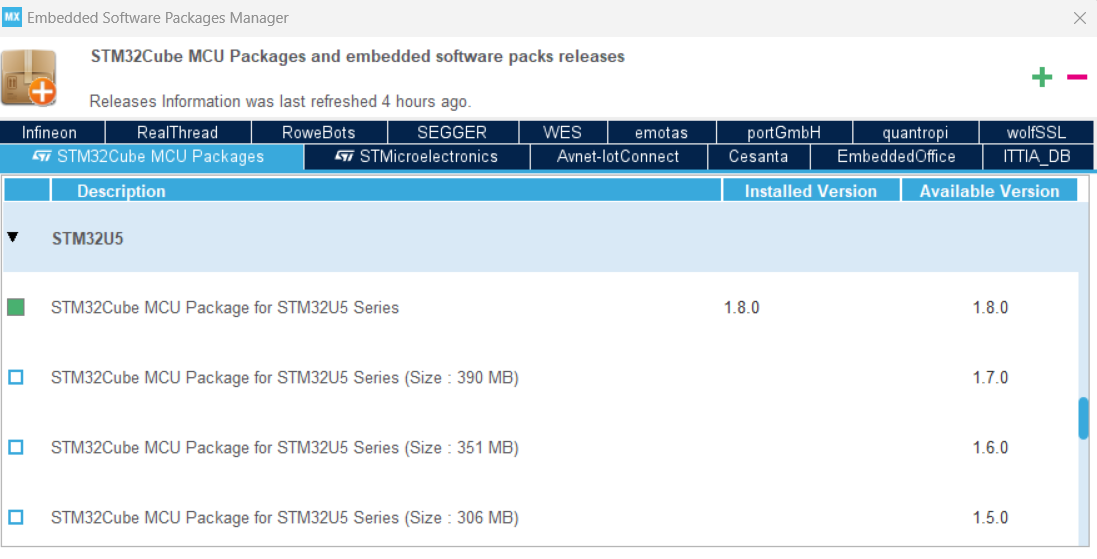 MX Embedded Software Packages Manager
STM32Cube MCU Packages and embedded software packs releases
Releases Information was last refreshed 4 hours ago.
Infineon RealThread RoweBots SEGGER WES emotas portGmbH quantropi wolfSSL
STM32Cube MCU Packages STMicroelectronics Avnet-IotConnect Cesanta EmbeddedOffice ITTIA_DB
Description Installed Version Available Version
STM32U5
STM32Cube MCU Package for STM32U5 Series 1.8.0 1.8.0
STM32Cube MCU Package for STM32U5 Series (Size : 390 MB) 1.7.0
STM32Cube MCU Package for STM32U5 Series (Size : 351 MB) 1.6.0
STM32Cube MCU Package for STM32U5 Series (Size : 306 MB) 1.5.0